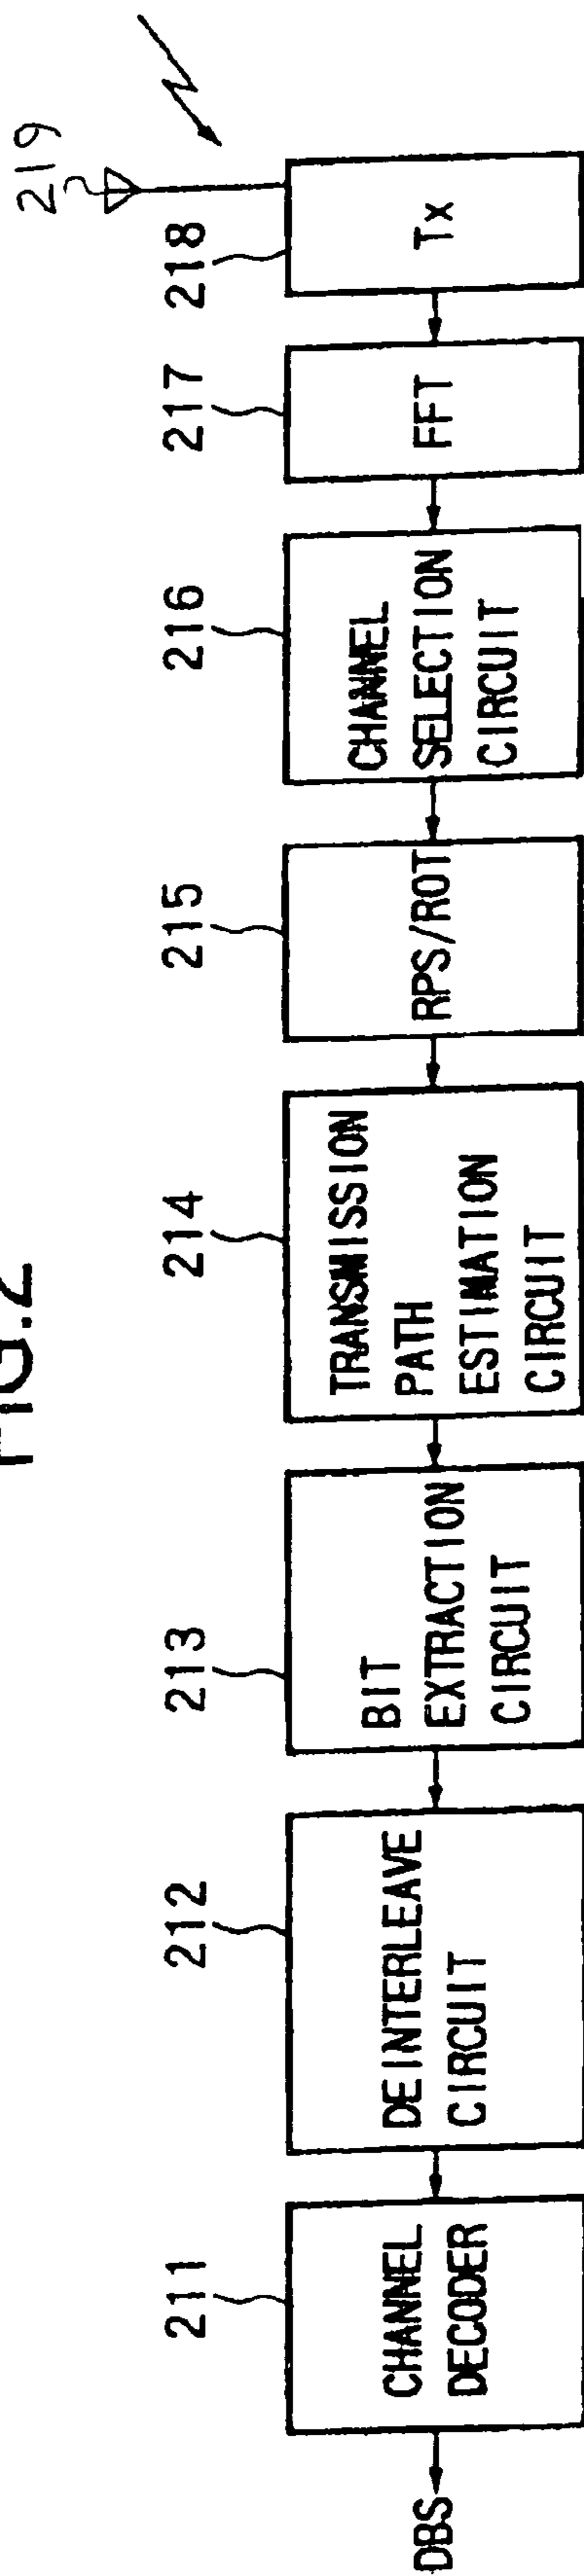 FIG.2
219
211
212
213
214
215
216
217
218
DBS
CHANNEL
DECODER
DEINTERLEAVE
CIRCUIT
BIT
EXTRACTION
CIRCUIT
TRANSMISSION
PATH
ESTIMATION
CIRCUIT
RPS/ROT
CHANNEL
SELECTION
CIRCUIT
FFT
Tx